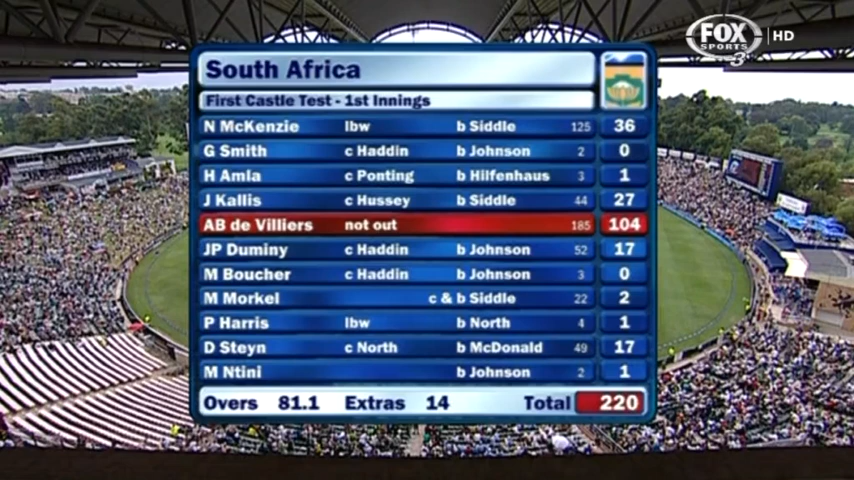 FOX SPORTS 3 HD
South Africa
First Castle Test - 1st Innings
N McKenzie lbw b Siddle 125 36
G Smith c Haddin b Johnson 2 0
H Amla c Ponting b Hilfenhaus 3 1
J Kallis c Hussey b Siddle 44 27
AB de Villiers not out 185 104
JP Duminy c Haddin b Johnson 52 17
M Boucher c Haddin b Johnson 3 0
M Morkel c & b Siddle 22 2
P Harris lbw b North 4 1
D Steyn c North b McDonald 49 17
M Ntini b Johnson 2 1
Overs 81.1 Extras 14 Total 220